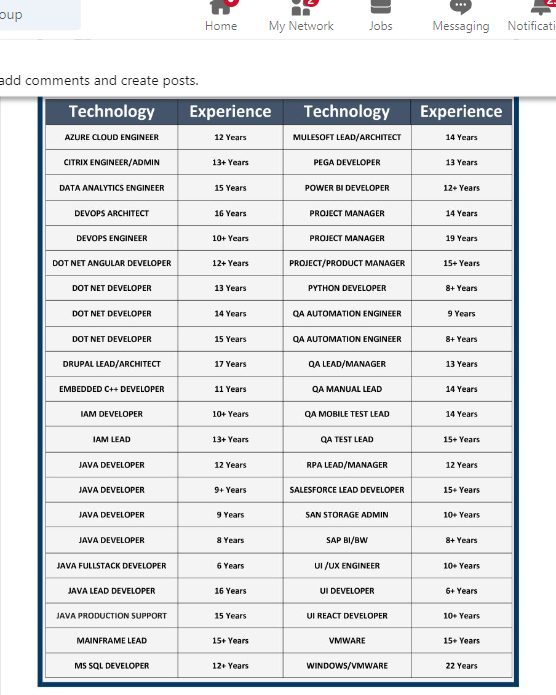 oup
Home My Network Jobs Messaging Notificati
2
add comments and create posts.
Technology Experience Technology Experience
AZURE CLOUD ENGINEER 12 Years MULESOFT LEAD/ARCHITECT 14 Years
CITRIX ENGINEER/ADMIN 13+ Years PEGA DEVELOPER 13 Years
DATA ANALYTICS ENGINEER 15 Years POWER BI DEVELOPER 12+ Years
DEVOPS ARCHITECT 16 Years PROJECT MANAGER 14 Years
DEVOPS ENGINEER 10+ Years PROJECT MANAGER 19 Years
DOT NET ANGULAR DEVELOPER 12+ Years PROJECT/PRODUCT MANAGER 15+ Years
DOT NET DEVELOPER 13 Years PYTHON DEVELOPER 8+ Years
DOT NET DEVELOPER 14 Years QA AUTOMATION ENGINEER 9 Years
DOT NET DEVELOPER 15 Years QA AUTOMATION ENGINEER 8+ Years
DRUPAL LEAD/ARCHITECT 17 Years QA LEAD/MANAGER 13 Years
EMBEDDED C++ DEVELOPER 11 Years QA MANUAL LEAD 14 Years
IAM DEVELOPER 10+ Years QA MOBILE TEST LEAD 14 Years
IAM LEAD 13+ Years QA TEST LEAD 15+ Years
JAVA DEVELOPER 12 Years RPA LEAD/MANAGER 12 Years
JAVA DEVELOPER 9+ Years SALESFORCE LEAD DEVELOPER 15+ Years
JAVA DEVELOPER 9 Years SAN STORAGE ADMIN 10+ Years
JAVA DEVELOPER 8 Years SAP BI/BW 8+ Years
JAVA FULLSTACK DEVELOPER 6 Years UI /UX ENGINEER 10+ Years
JAVA LEAD DEVELOPER 16 Years UI DEVELOPER 6+ Years
JAVA PRODUCTION SUPPORT 15 Years UI REACT DEVELOPER 10+ Years
MAINFRAME LEAD 15+ Years VMWARE 15+ Years
MS SQL DEVELOPER 12+ Years WINDOWS/VMWARE 22 Years